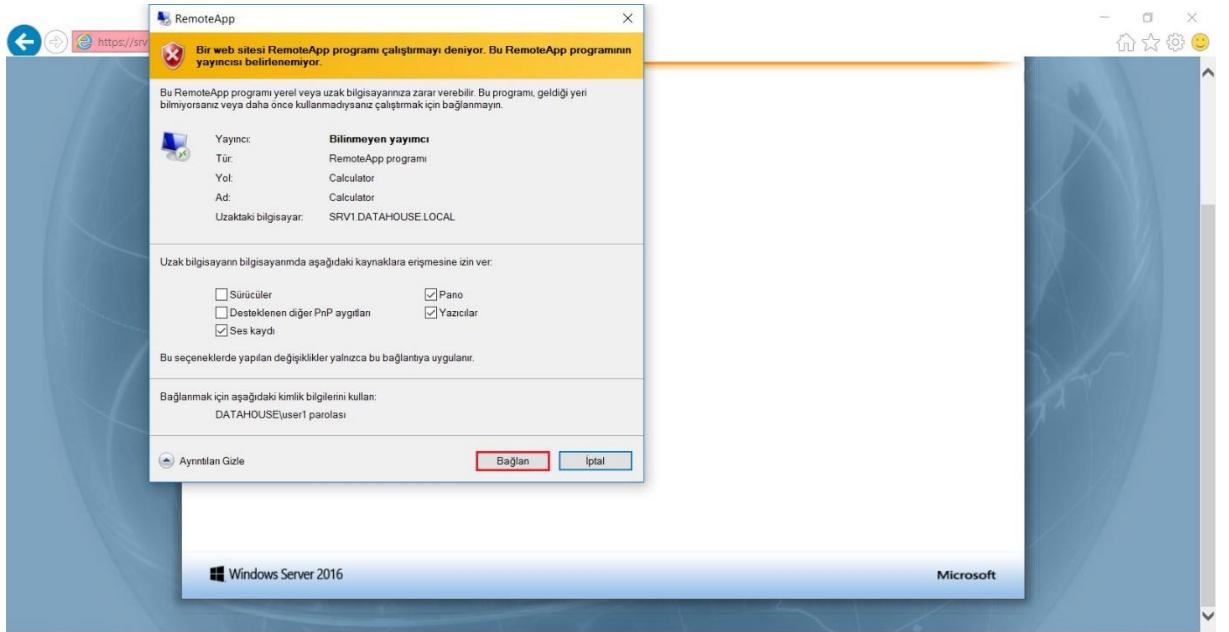 RemoteApp
https://srv
Bir web sitesi RemoteApp programı çalıştırmayı deniyor. Bu RemoteApp programının
yayıncısı belirlenemiyor.
Bu RemoteApp programı yerel veya uzak bilgisayarınıza zarar verebilir. Bu programı, geldiği yeri
bilmiyorsanız veya daha önce kullanmadıysanız çalıştırmak için bağlanmayın.
Yayıncı: Bilinmeyen yayımcı
Tür: RemoteApp programı
Yol: Calculator
Ad: Calculator
Uzaktaki bilgisayar: SRV1.DATAHOUSE.LOCAL
Uzak bilgisayarın bilgisayarımda aşağıdaki kaynaklara erişmesine izin ver:
Sürücüler Pano
Desteklenen diğer PnP aygıtları Yazıcılar
Ses kaydı
Bu seçeneklerde yapılan değişiklikler yalnızca bu bağlantıya uygulanır.
Bağlanmak için aşağıdaki kimlik bilgilerini kullan:
DATAHOUSE\user1 parolası
Ayrıntıları Gizle Bağlan İptal
Windows Server 2016 Microsoft